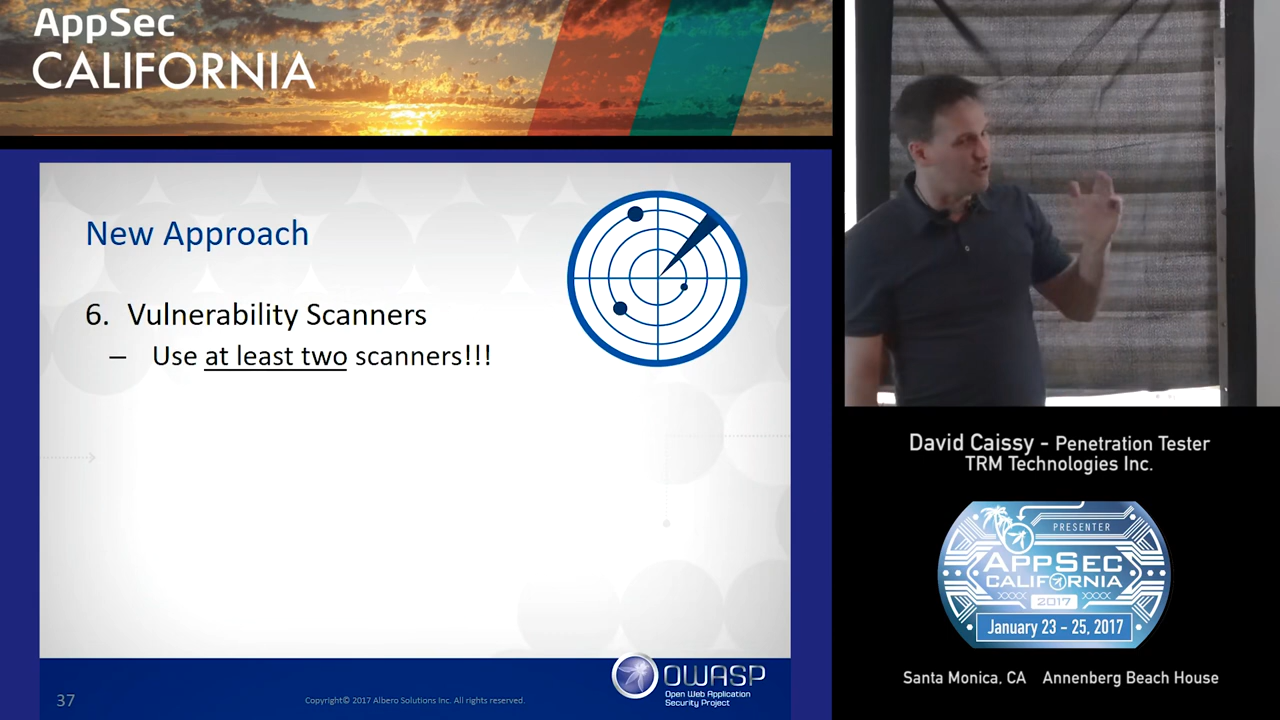 AppSec
CALIFORNIA
New Approach
6. Vulnerability Scanners
– Use at least two scanners!!!
37
Copyright© 2017 Albero Solutions Inc. All rights reserved.
OWASP
Open Web Application
Security Project
David Caissy - Penetration Tester
TRM Technologies Inc.
PRESENTER
APPSEC
CALIFORNIA
2017
January 23 - 25, 2017
Santa Monica, CA Annenberg Beach House